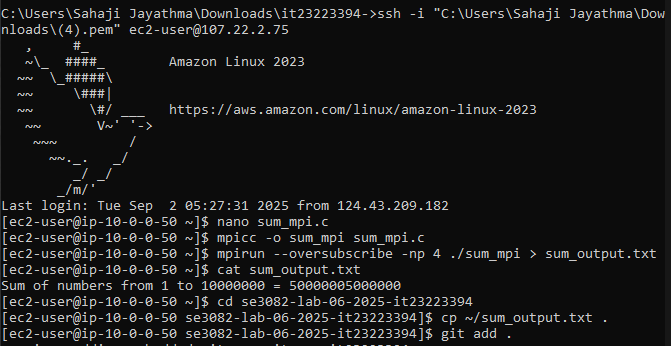 C:\Users\Sahaji Jayathma\Downloads\it23223394->ssh -i "C:\Users\Sahaji Jayathma\Dow
nloads\(4).pem" ec2-user@107.22.2.75
   ,     #_
   ~\_  ####_        Amazon Linux 2023
  ~~  \_#####\
  ~~     \###|
  ~~       \#/ ___   https://aws.amazon.com/linux/amazon-linux-2023
   ~~       V~' '->
    ~~~         /
      ~~._.   _/
         _/ _/
       _/m/'
Last login: Tue Sep  2 05:27:31 2025 from 124.43.209.182
[ec2-user@ip-10-0-0-50 ~]$ nano sum_mpi.c
[ec2-user@ip-10-0-0-50 ~]$ mpicc -o sum_mpi sum_mpi.c
[ec2-user@ip-10-0-0-50 ~]$ mpirun --oversubscribe -np 4 ./sum_mpi > sum_output.txt
[ec2-user@ip-10-0-0-50 ~]$ cat sum_output.txt
Sum of numbers from 1 to 10000000 = 50000005000000
[ec2-user@ip-10-0-0-50 ~]$ cd se3082-lab-06-2025-it23223394
[ec2-user@ip-10-0-0-50 se3082-lab-06-2025-it23223394]$ cp ~/sum_output.txt .
[ec2-user@ip-10-0-0-50 se3082-lab-06-2025-it23223394]$ git add .